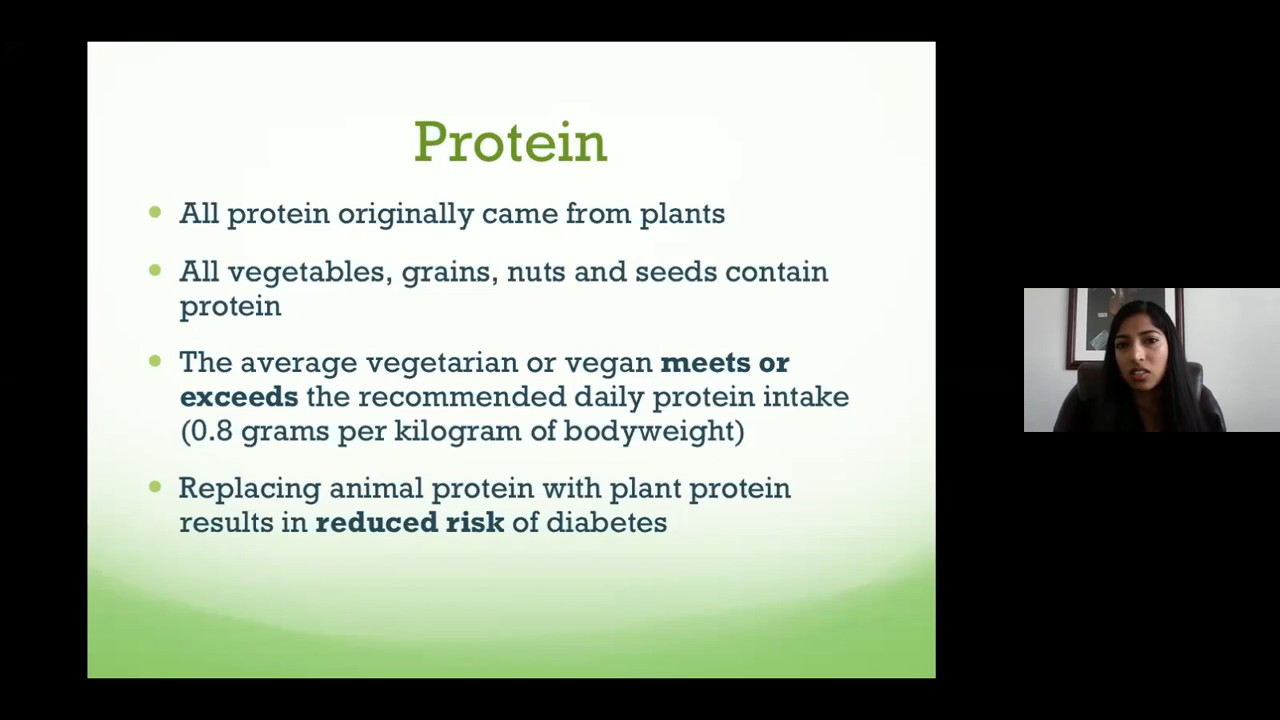 Protein
All protein originally came from plants
All vegetables, grains, nuts and seeds contain
protein
The average vegetarian or vegan meets or
exceeds the recommended daily protein intake
(0.8 grams per kilogram of bodyweight)
Replacing animal protein with plant protein
results in reduced risk of diabetes